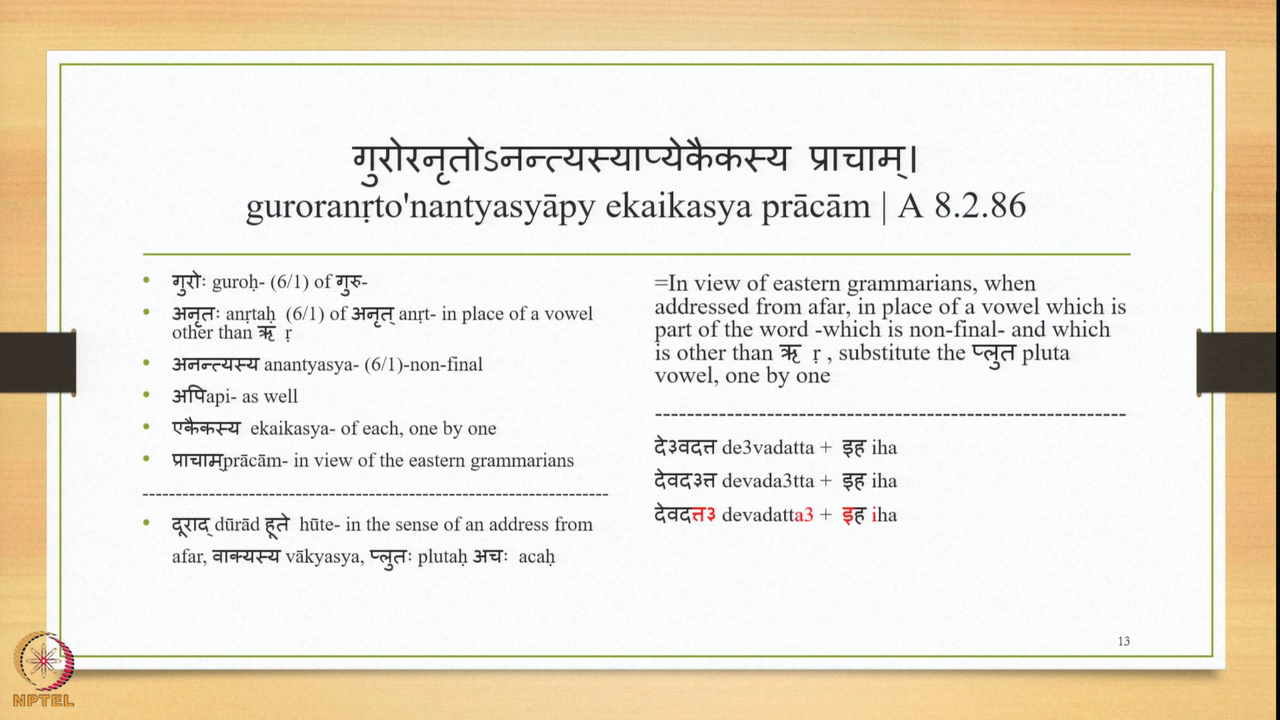 गुरोरनृतोऽनन्त्यस्याप्येकैकस्य प्राचाम्।
guroranṛto'nantyasyāpy ekaikasya prācām | A 8.2.86
• गुरोः guroḥ- (6/1) of गुरु-
• अनृतः anṛtaḥ (6/1) of अनृत् anṛt- in place of a vowel
other than ऋ ṛ
• अनन्त्यस्य anantyasya- (6/1)-non-final
• अपिapi- as well
• एकैकस्य ekaikasya- of each, one by one
• प्राचाम्prācām- in view of the eastern grammarians
--------------------------------------------------------------------
• दूराद् dūrād हूते hūte- in the sense of an address from
afar, वाक्यस्य vākyasya, प्लुतः plutaḥ अचः acaḥ
=In view of eastern grammarians, when
addressed from afar, in place of a vowel which is
part of the word -which is non-final- and which
is other than ऋ ṛ , substitute the प्लुत pluta
vowel, one by one
------------------------------------------------------------
दे३वदत्त de3vadatta + इह iha
देवद३त्त devada3tta + इह iha
देवदत्त३ devadatta3 + इह iha
13
NPTEL